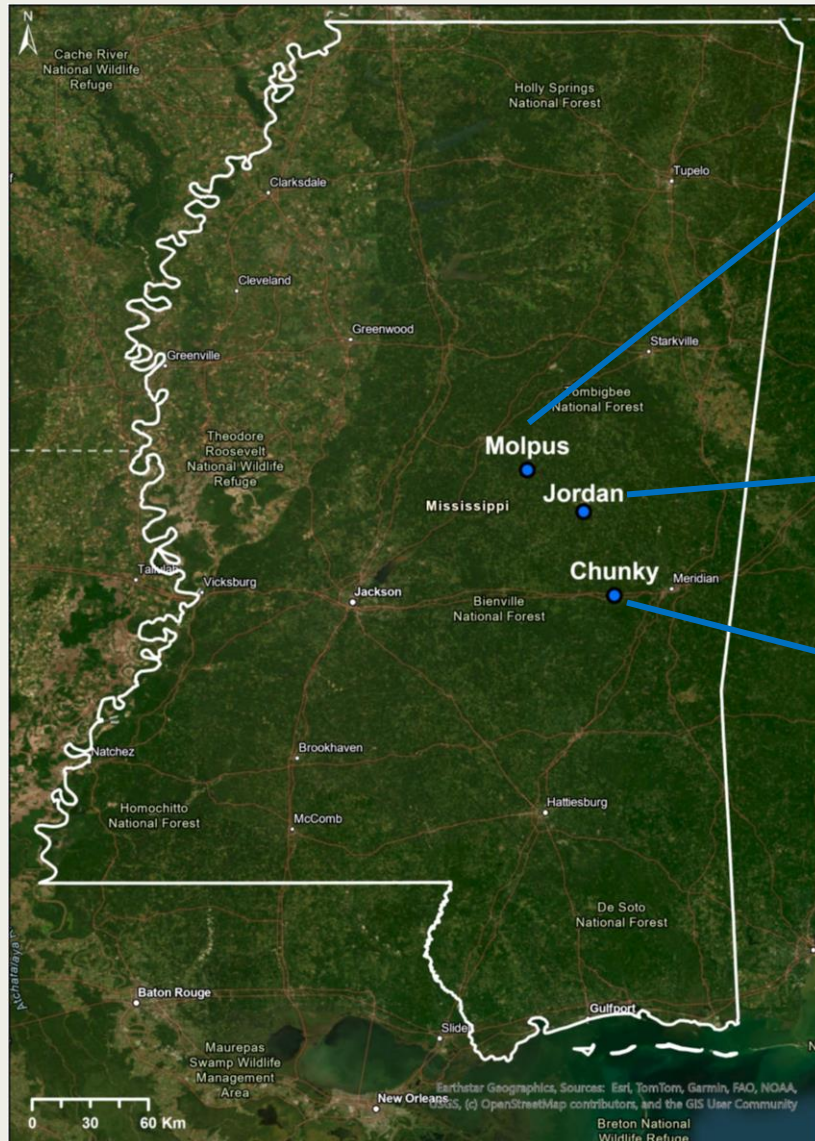 N
Cache River
National Wildlife
Refuge
Holly Springs
National Forest
Tupelo
Clarksdale
Cleveland
Greenwood
Starkville
Greenville
Tombigbee
National Forest
Theodore
Roosevelt
National Wildlife
Refuge
Molpus
Jordan
Mississippi
Chunky
Tallulah
Vicksburg
Meridian
Jackson
Bienville
National Forest
Natchez
Brookhaven
Homochitto
National Forest
McComb
Hattiesburg
De Soto
National Forest
Atchafalaya
Baton Rouge
Gulfport
Slide
Maurepas
Swamp Wildlife
Management
Area
N
Earthstar Geographics, Sources: Esri, TomTom, Garmin, FAO, NOAA,
USGS, (c) OpenStreetMap contributors, and the GIS User Community
0 30 60 Km
New Orleans
Breton National
Wildlife Refuge